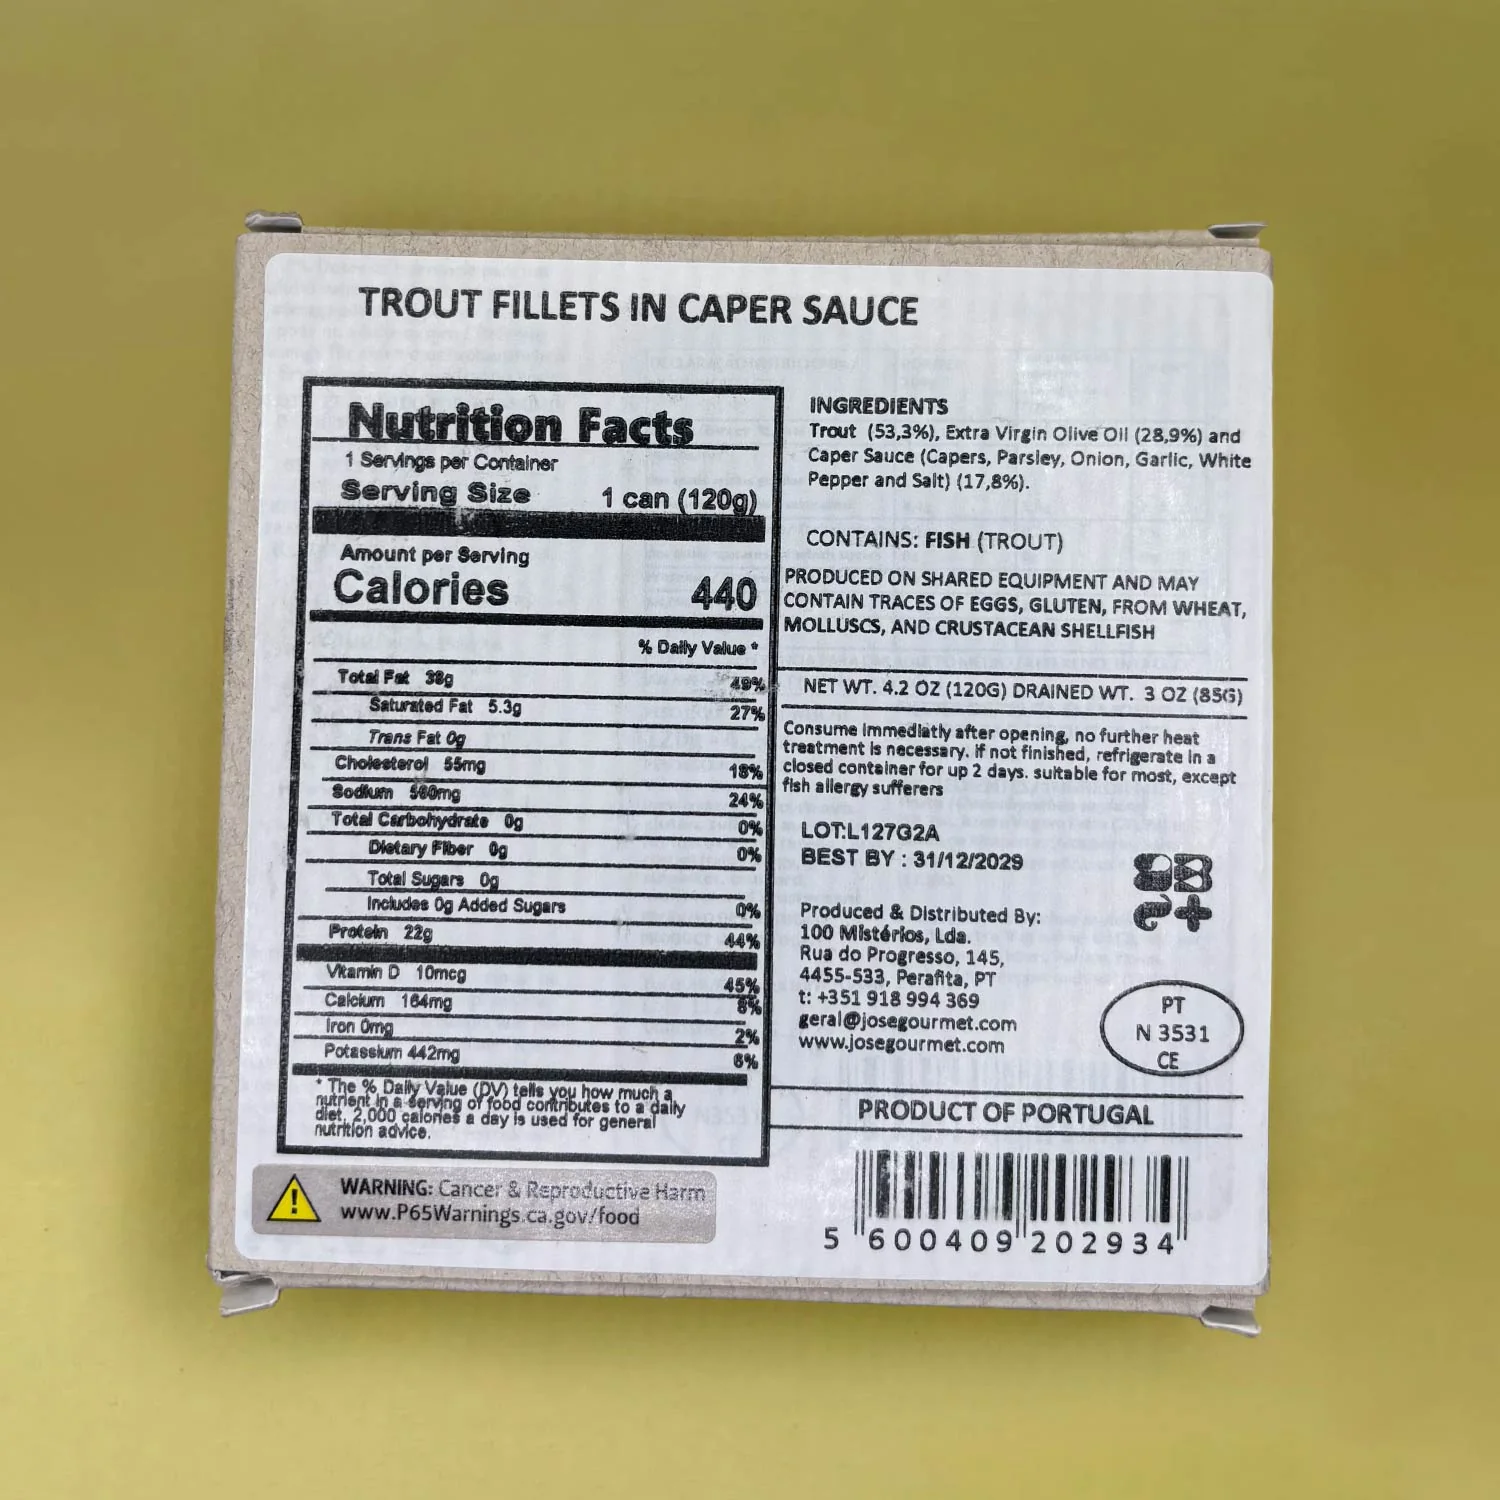 TROUT FILLETS IN CAPER SAUCE
Nutrition Facts
1 Servings per Container
Serving Size 1 can (120g)
Amount per Serving
Calories 440
% Daily Value *
Total Fat 38g 49%
Saturated Fat 5.3g 27%
Trans Fat 0g
Cholesterol 55mg 18%
Sodium 560mg 24%
Total Carbohydrate 0g 0%
Dietary Fiber 0g 0%
Total Sugars 0g
Includes 0g Added Sugars 0%
Protein 22g 44%
Vitamin D 10mcg 45%
Calcium 164mg 8%
Iron 0mg 2%
Potassium 442mg 6%
* The % Daily Value (DV) tells you how much a
nutrient in a serving of food contributes to a daily
diet, 2,000 calories a day is used for general
nutrition advice.
WARNING: Cancer & Reproductive Harm
www.P65Warnings.ca.gov/food
INGREDIENTS
Trout (53,3%), Extra Virgin Olive Oil (28,9%) and
Caper Sauce (Capers, Parsley, Onion, Garlic, White
Pepper and Salt) (17,8%).
CONTAINS: FISH (TROUT)
PRODUCED ON SHARED EQUIPMENT AND MAY
CONTAIN TRACES OF EGGS, GLUTEN, FROM WHEAT,
MOLLUSCS, AND CRUSTACEAN SHELLFISH
NET WT. 4.2 OZ (120G) DRAINED WT. 3 OZ (85G)
Consume immediatly after opening, no further heat
treatment is necessary. if not finished, refrigerate in a
closed container for up 2 days. suitable for most, except
fish allergy sufferers
LOT:L127G2A
BEST BY : 31/12/2029
Produced & Distributed By:
100 Mistérios, Lda.
Rua do Progresso, 145,
4455-533, Perafita, PT
t: +351 918 994 369
geral@josegourmet.com
www.josegourmet.com
PT
N 3531
CE
PRODUCT OF PORTUGAL
5 600409 202934